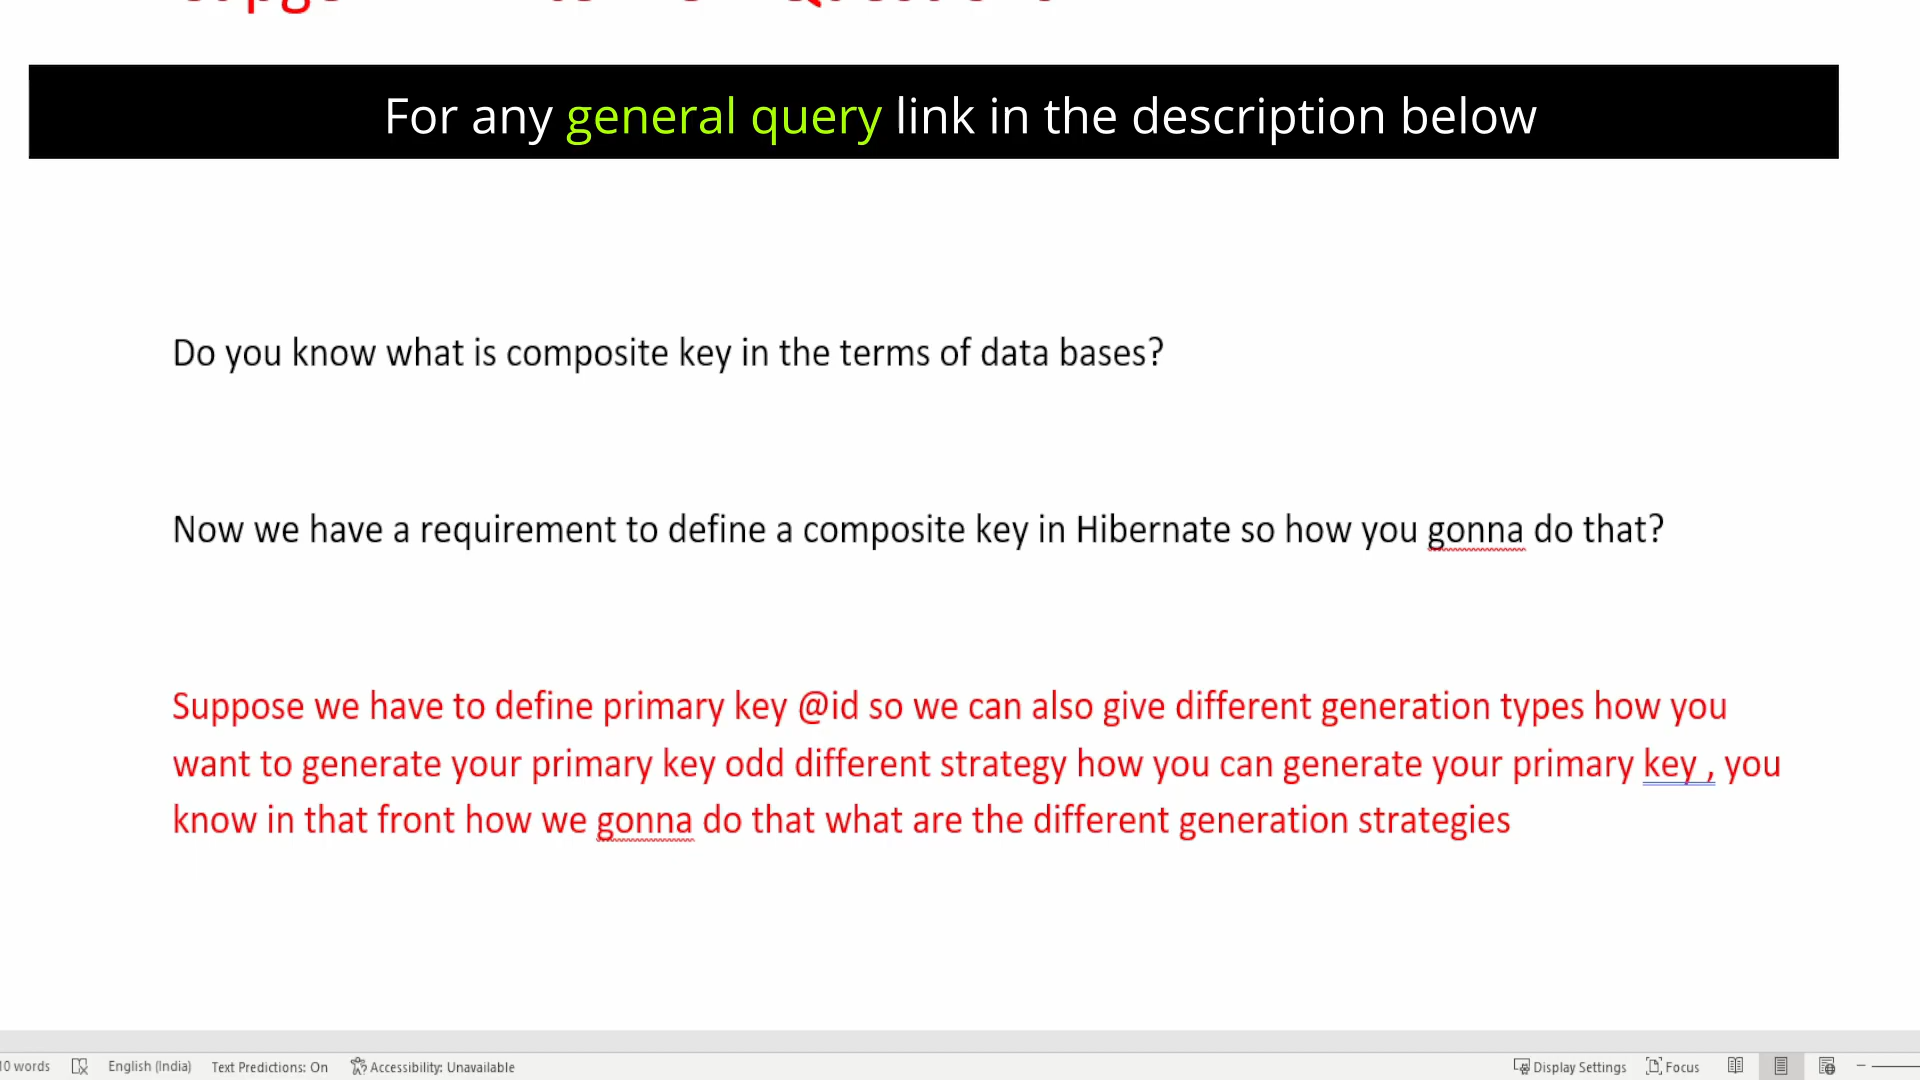 For any general query link in the description below
Do you know what is composite key in the terms of data bases?
Now we have a requirement to define a composite key in Hibernate so how you gonna do that?
Suppose we have to define primary key @id so we can also give different generation types how you
want to generate your primary key odd different strategy how you can generate your primary key , you
know in that front how we gonna do that what are the different generation strategies
words English (India) Text Predictions: On Accessibility: Unavailable Display Settings Focus